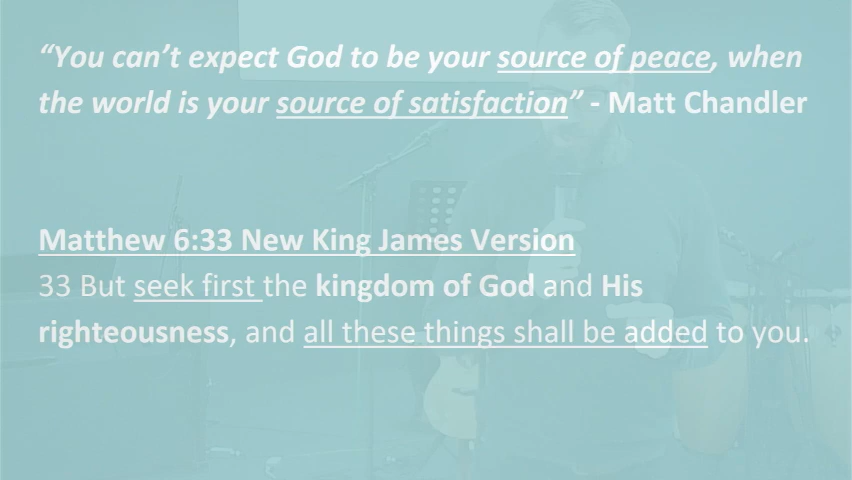 “You can’t expect God to be your source of peace, when
the world is your source of satisfaction” - Matt Chandler
Matthew 6:33 New King James Version
33 But seek first the kingdom of God and His
righteousness, and all these things shall be added to you.